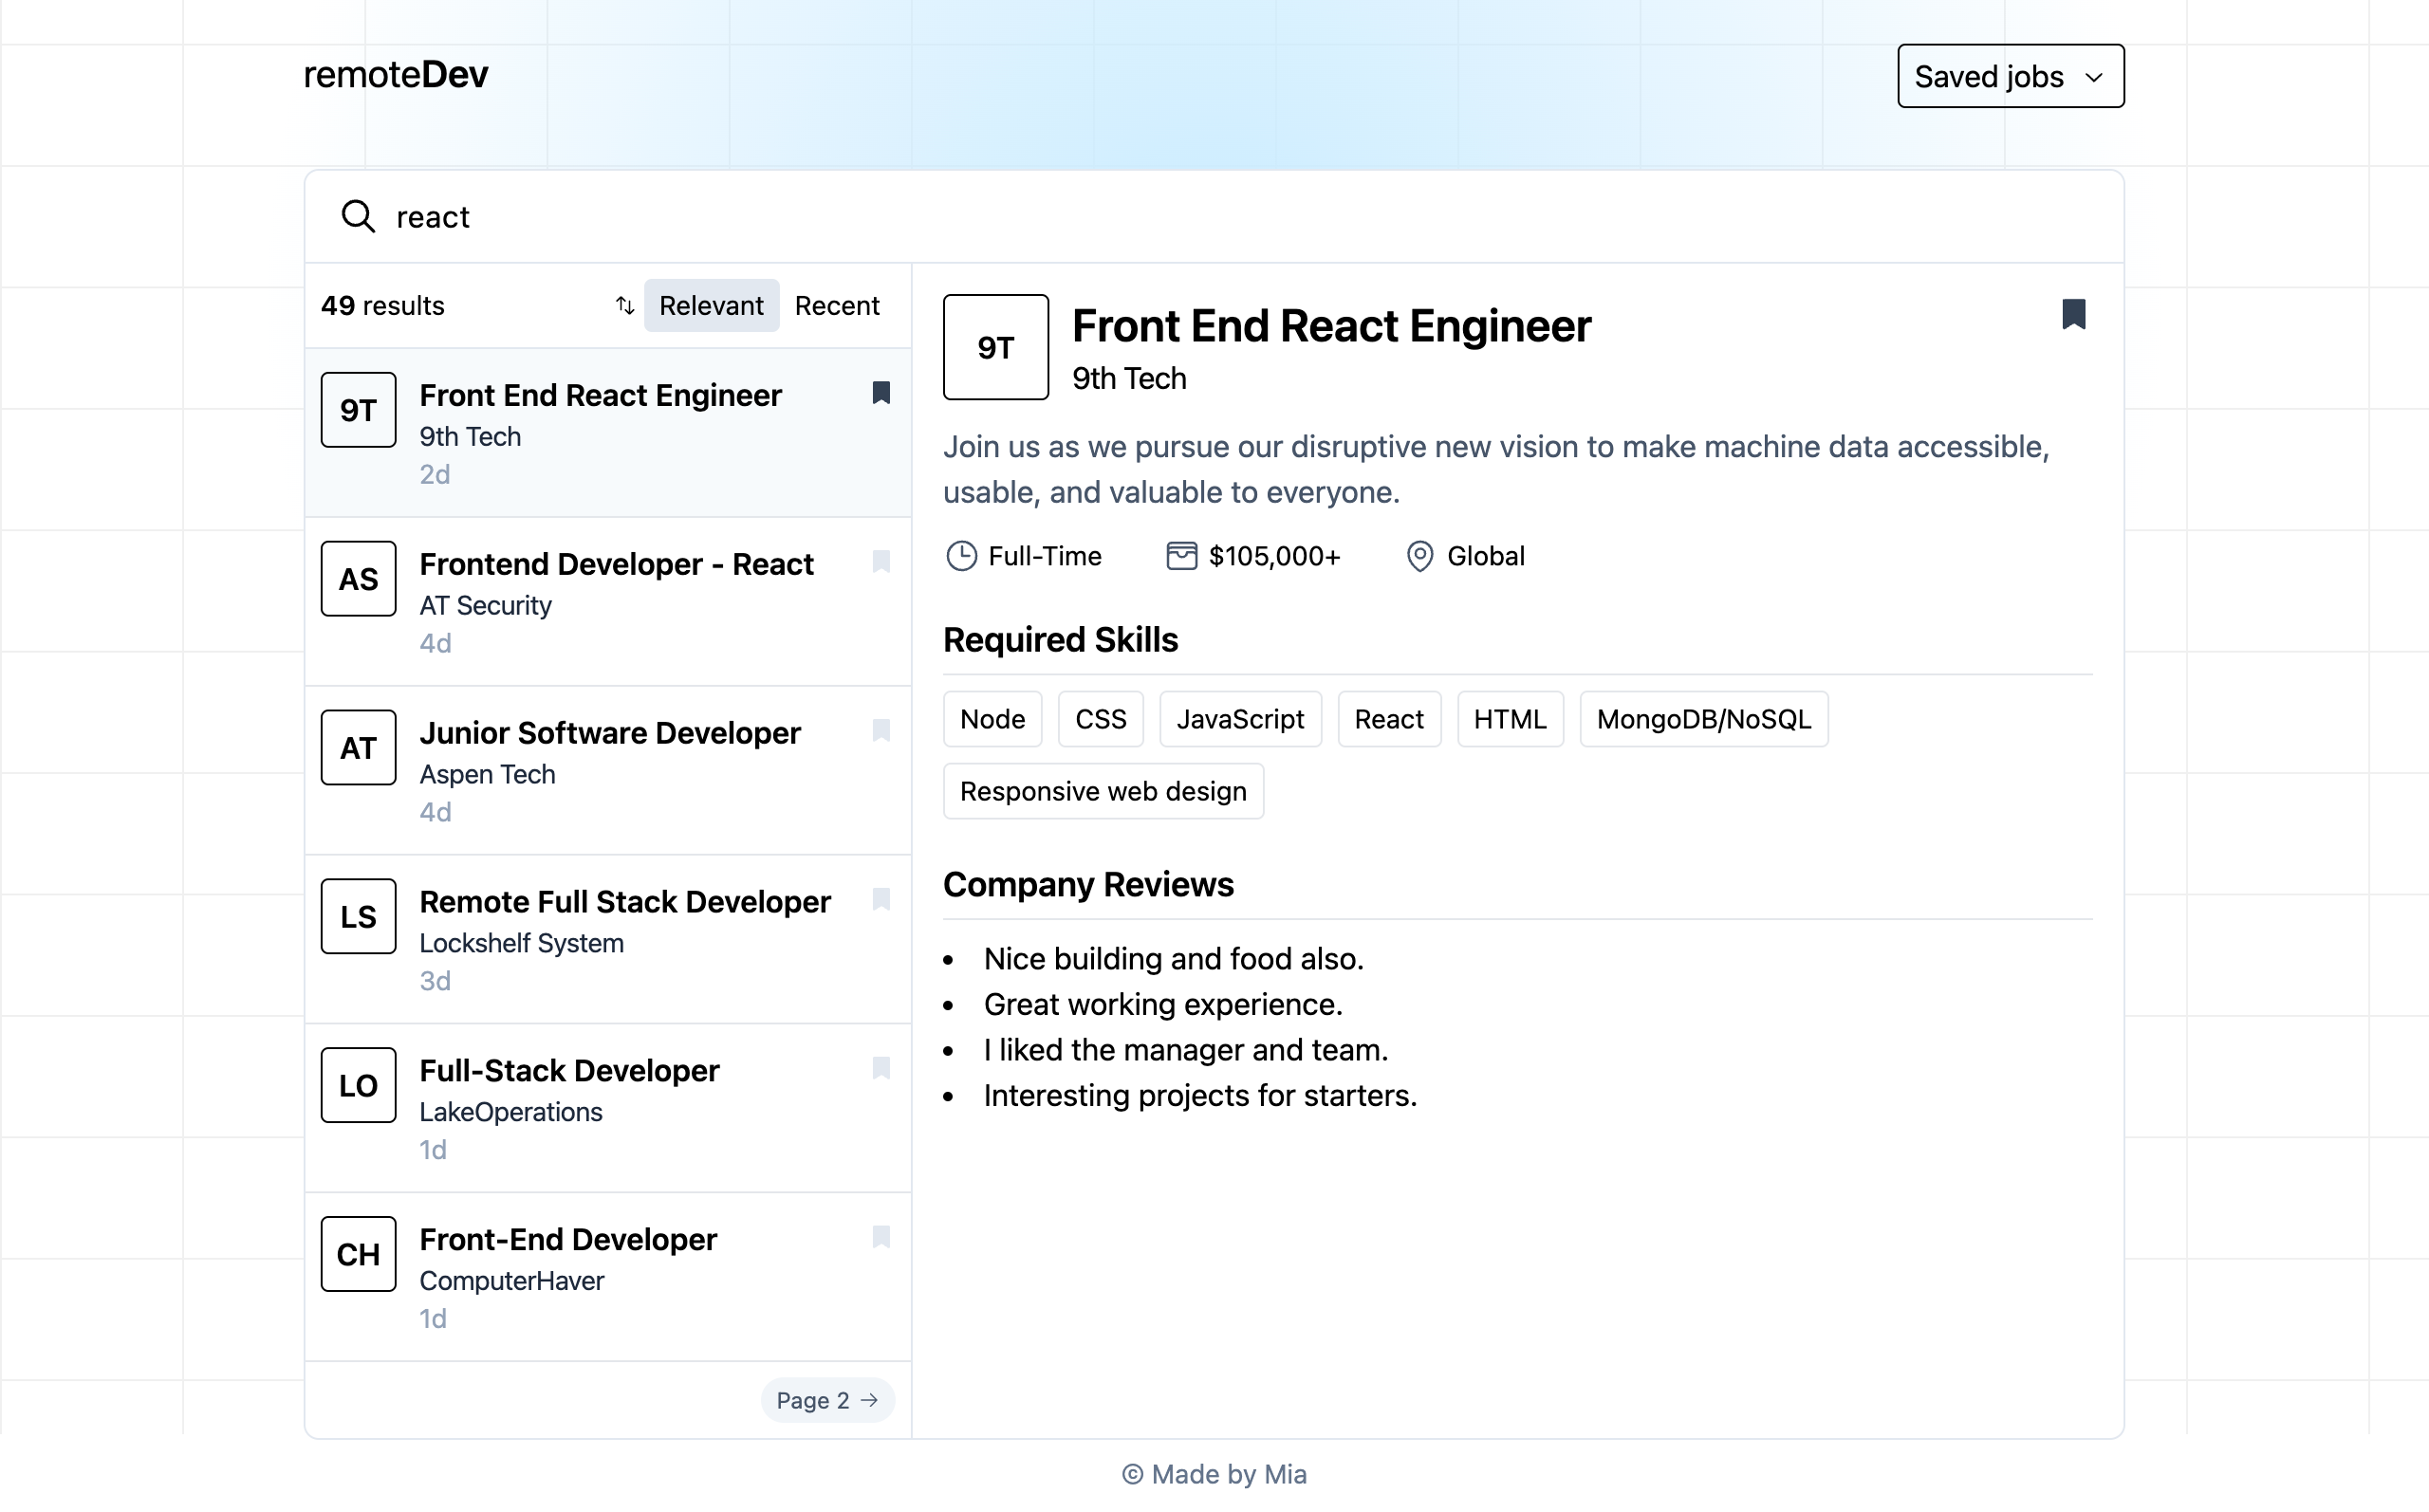 remoteDev
Saved jobs
react
49 results
Relevant
Recent
9T
Front End React Engineer
9th Tech
2d
AS
Frontend Developer - React
AT Security
4d
AT
Junior Software Developer
Aspen Tech
4d
LS
Remote Full Stack Developer
Lockshelf System
3d
LO
Full-Stack Developer
LakeOperations
1d
CH
Front-End Developer
ComputerHaver
1d
Page 2 →
9T
Front End React Engineer
9th Tech
Join us as we pursue our disruptive new vision to make machine data accessible,
usable, and valuable to everyone.
Full-Time
$105,000+
Global
Required Skills
Node
CSS
JavaScript
React
HTML
MongoDB/NoSQL
Responsive web design
Company Reviews
• Nice building and food also.
• Great working experience.
• I liked the manager and team.
• Interesting projects for starters.
© Made by Mia